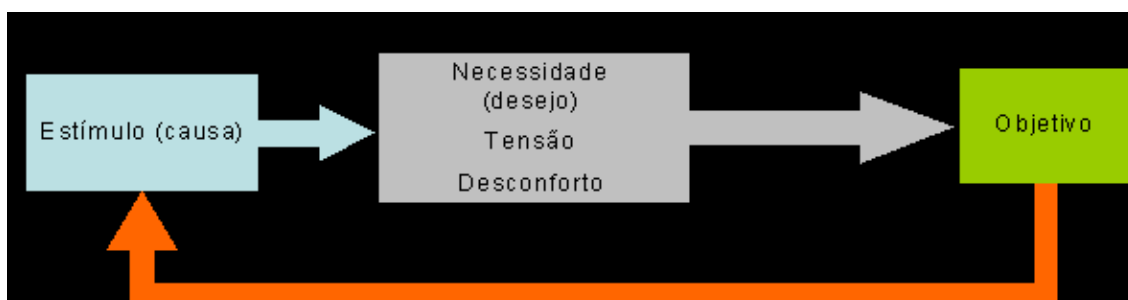 Estímulo (causa)
Necessidade
(desejo)
Tensão
Desconforto
Objetivo